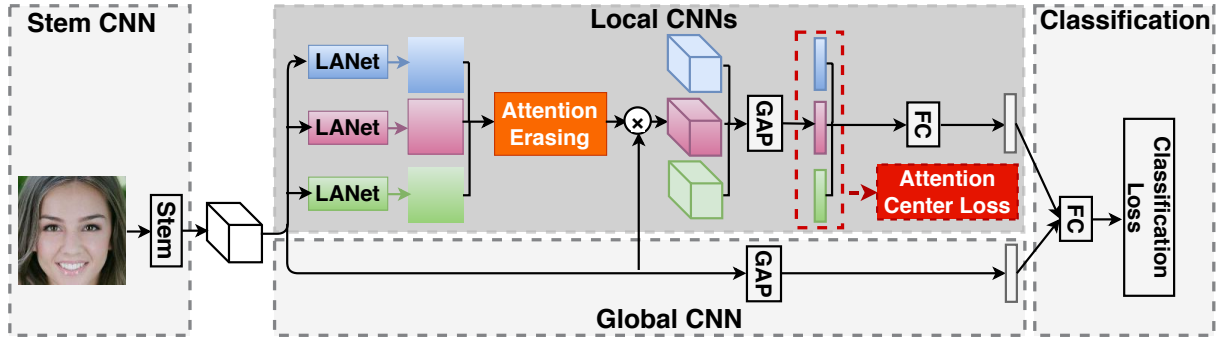 Stem CNN
Local CNNs
Classification
LANet
LANet
LANet
Attention
Erasing
×
GAP
FC
Attention
Center Loss
Stem
GAP
FC
Classification
Loss
Global CNN